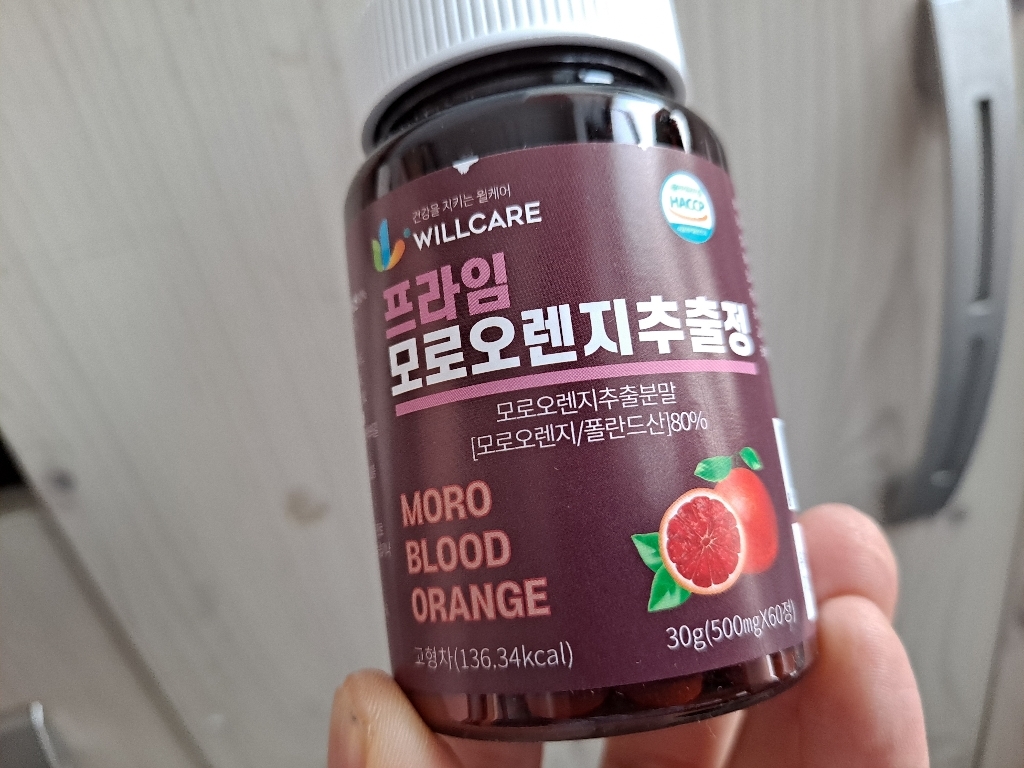 건강을 지키는 윌케어
WILLCARE
HACCP
프라임
모로오렌지추출정
모로오렌지추출분말
[모로오렌지/폴란드산]80%
MORO
BLOOD
ORANGE
고형차(136.34kcal)
30g(500mgX60정)